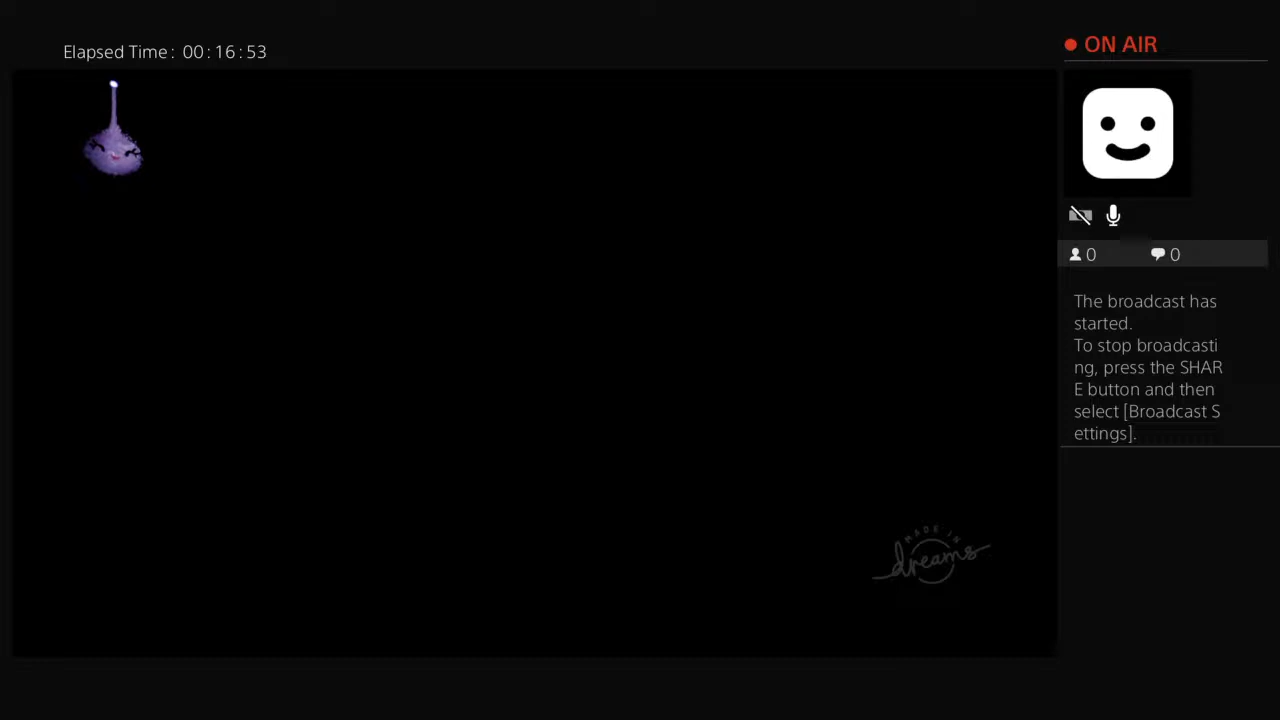 Elapsed Time: 00:16:53
ON AIR
0 0
The broadcast has
started.
To stop broadcasti
ng, press the SHAR
E button and then
select [Broadcast S
ettings].
MADE IN
dreams